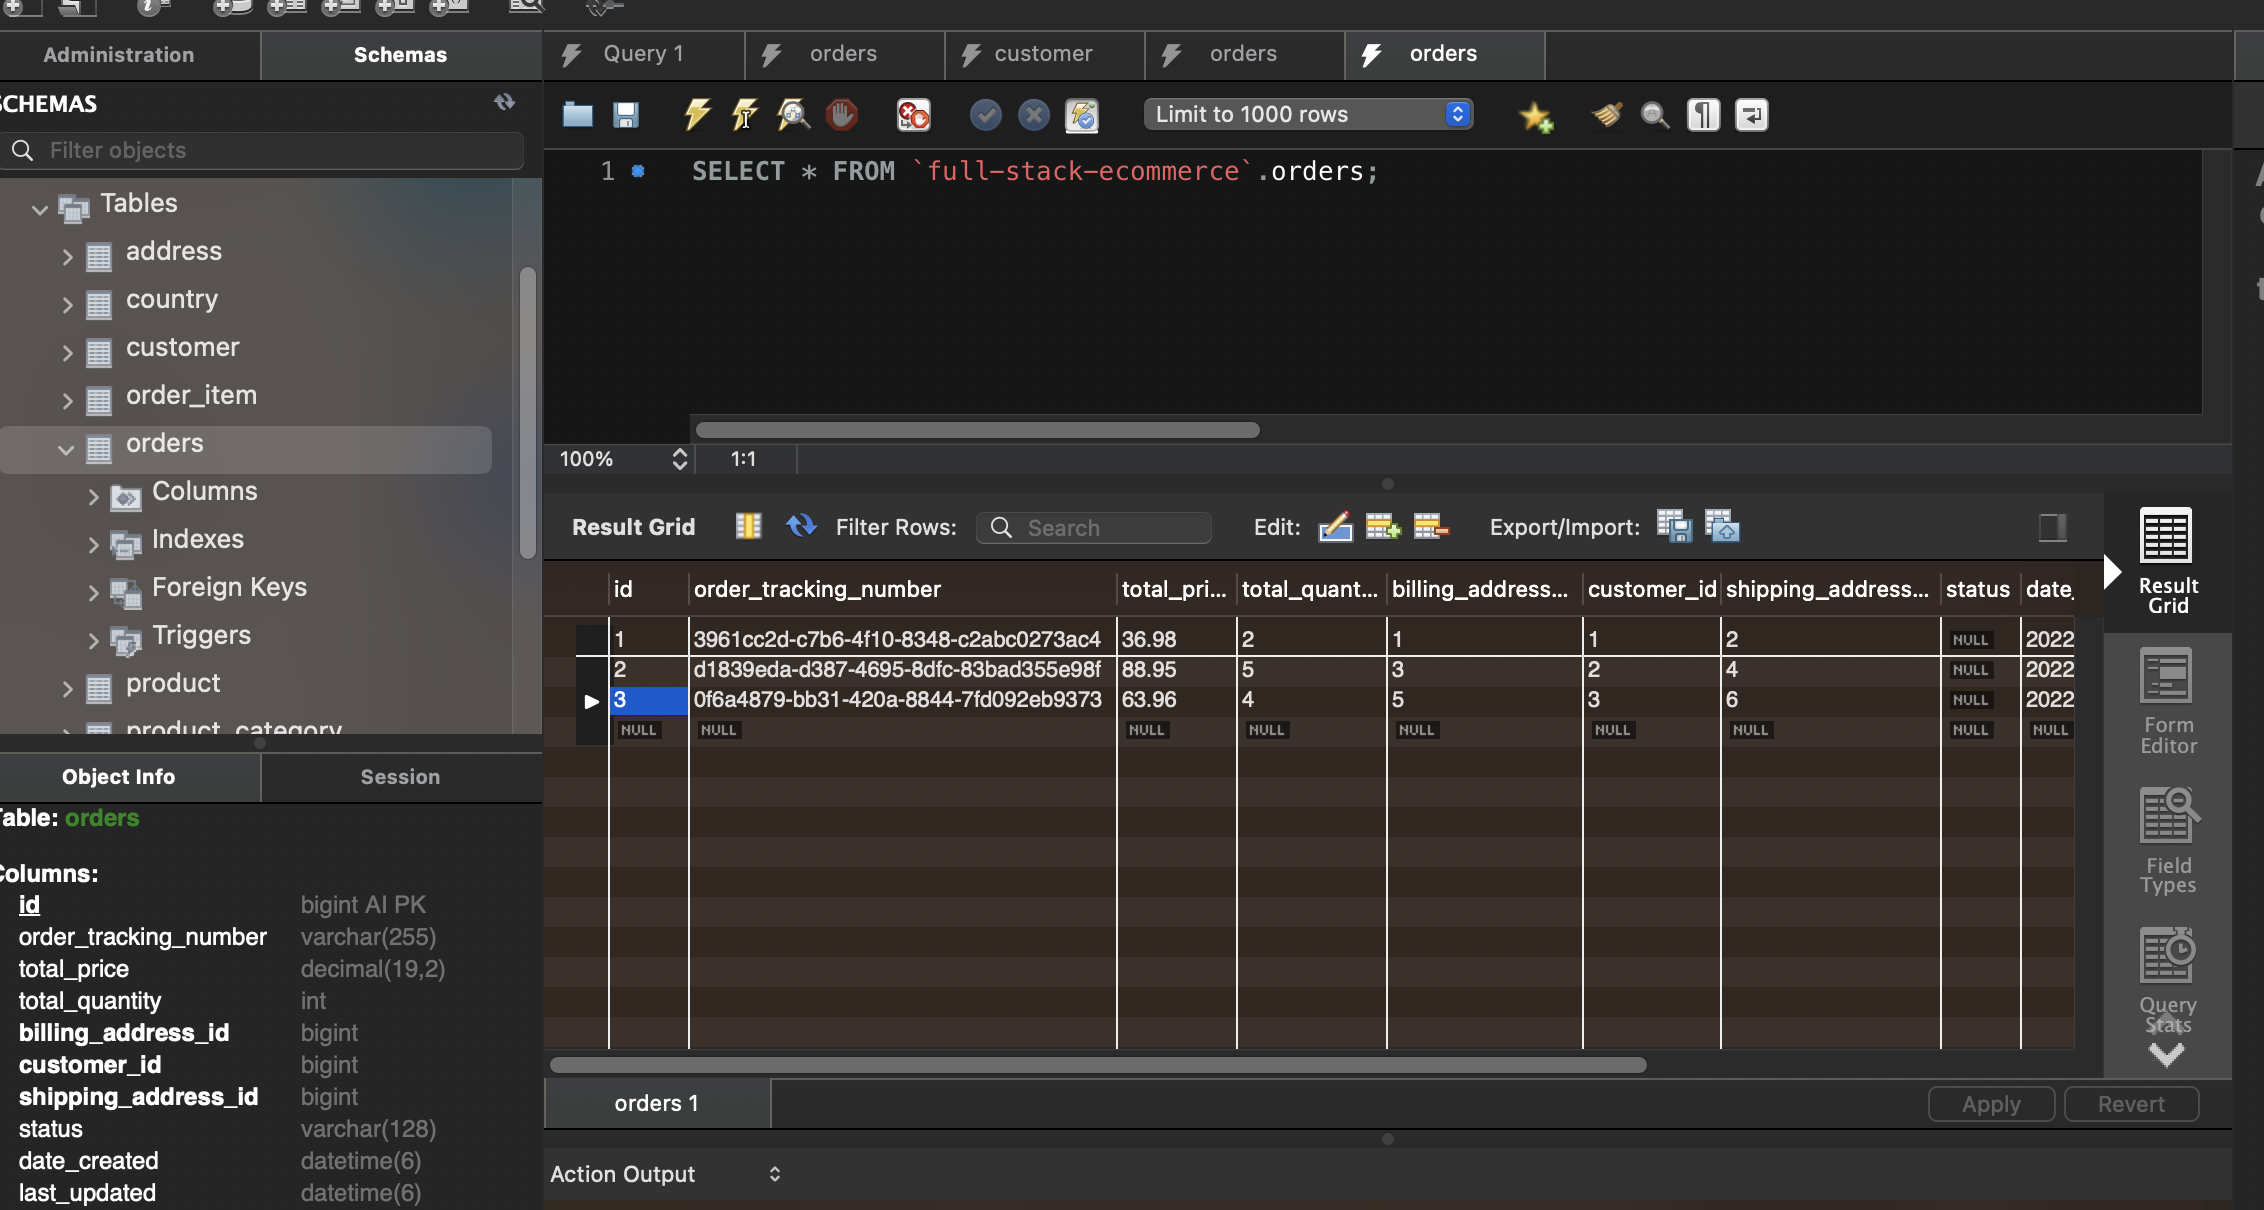 Administration
Schemas
Query 1
orders
customer
orders
orders
SCHEMAS
Filter objects
Tables
address
country
customer
order_item
orders
Columns
Indexes
Foreign Keys
Triggers
product
product_category
Object Info
Session
Table: orders
Columns:
id bigint AI PK
order_tracking_number varchar(255)
total_price decimal(19,2)
total_quantity int
billing_address_id bigint
customer_id bigint
shipping_address_id bigint
status varchar(128)
date_created datetime(6)
last_updated datetime(6)
Limit to 1000 rows
1 SELECT * FROM `full-stack-ecommerce`.orders;
100% 1:1
Result Grid Filter Rows: Search Edit: Export/Import:
id order_tracking_number total_pri... total_quant... billing_address... customer_id shipping_address... status date_
1 3961cc2d-c7b6-4f10-8348-c2abc0273ac4 36.98 2 1 1 2 NULL 2022
2 d1839eda-d387-4695-8dfc-83bad355e98f 88.95 5 3 2 4 NULL 2022
3 0f6a4879-bb31-420a-8844-7fd092eb9373 63.96 4 5 3 6 NULL 2022
NULL NULL NULL NULL NULL NULL NULL NULL NULL
Result
Grid
Form
Editor
Field
Types
Query
Stats
orders 1
Apply
Revert
Action Output